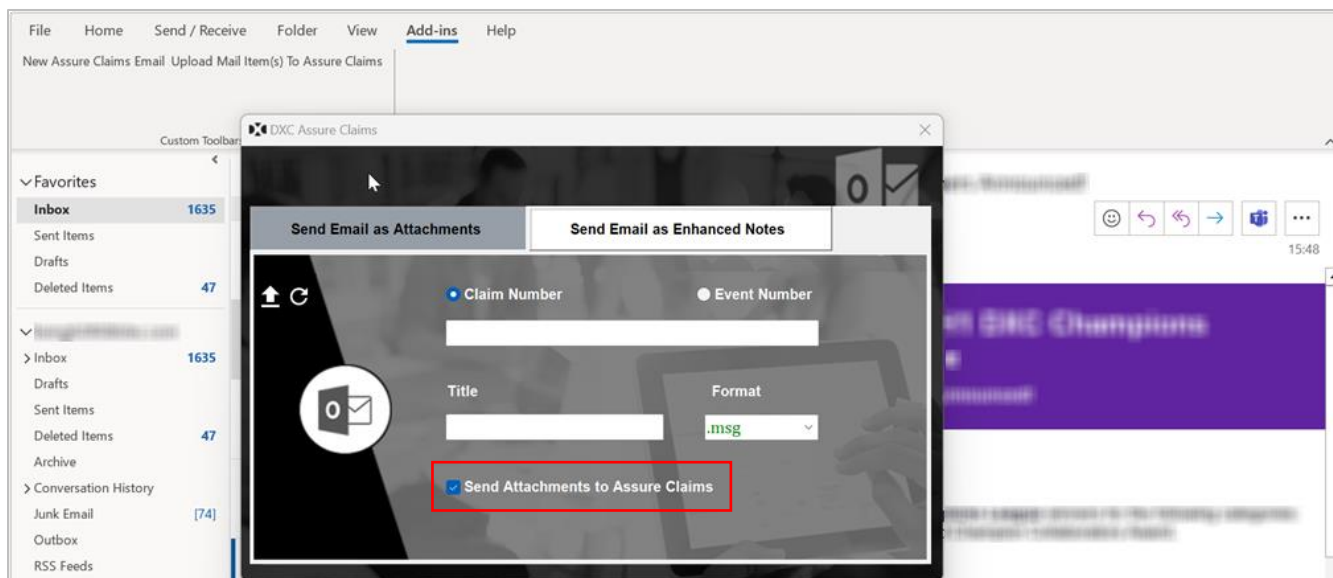 File Home Send / Receive Folder View Add-ins Help
New Assure Claims Email Upload Mail Item(s) To Assure Claims
Custom Toolbar
DXC Assure Claims
Favorites
Inbox 1635
Sent Items
Drafts
Deleted Items 47
Inbox 1635
Drafts
Sent Items
Deleted Items 47
Archive
Conversation History
Junk Email [74]
Outbox
RSS Feeds
Send Email as Attachments Send Email as Enhanced Notes
Claim Number Event Number
Title Format
.msg
Send Attachments to Assure Claims
15:48
DXC Champions